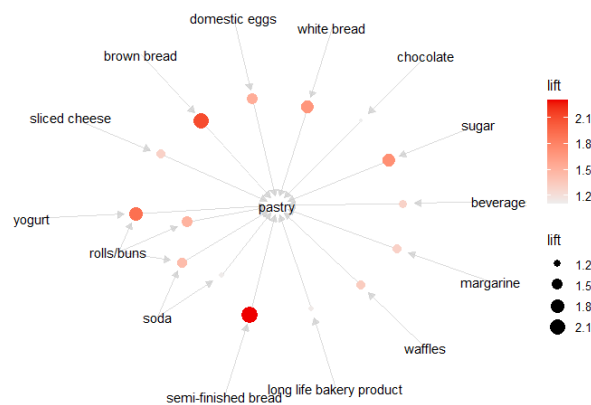 domestic eggs
white bread
brown bread
chocolate
lift
2.1
1.8
1.5
1.2
sliced cheese
sugar
pastry
beverage
yogurt
lift
rolls/buns
1.2
margarine
1.5
1.8
soda
2.1
waffles
semi-finished bread
long life bakery product